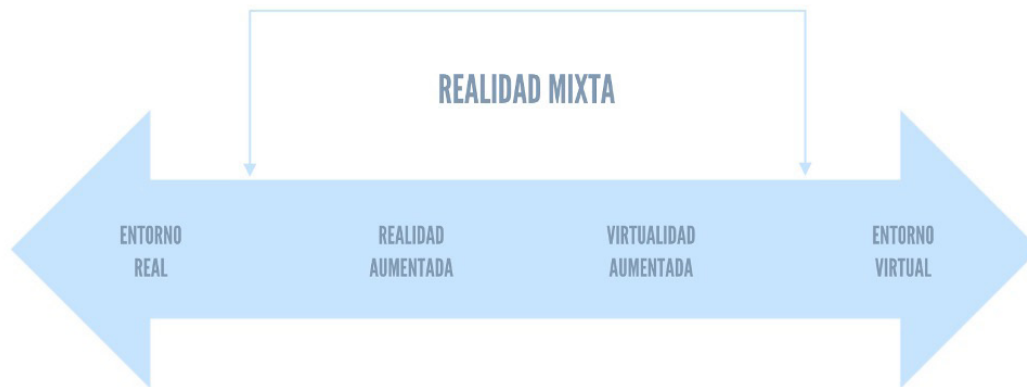 REALIDAD MIXTA
ENTORNO
REAL
REALIDAD
AUMENTADA
VIRTUALIDAD
AUMENTADA
ENTORNO
VIRTUAL